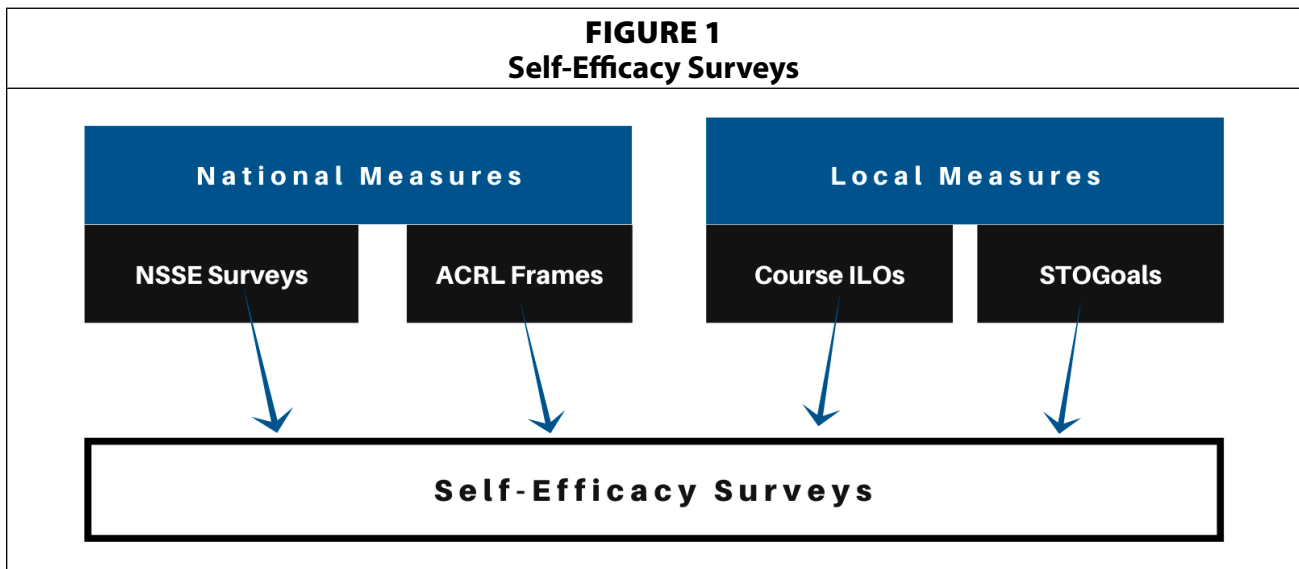 FIGURE 1
Self-Efficacy Surveys
National Measures
Local Measures
NSSE Surveys
ACRL Frames
Course ILOs
STOGoals
Self-Efficacy Surveys